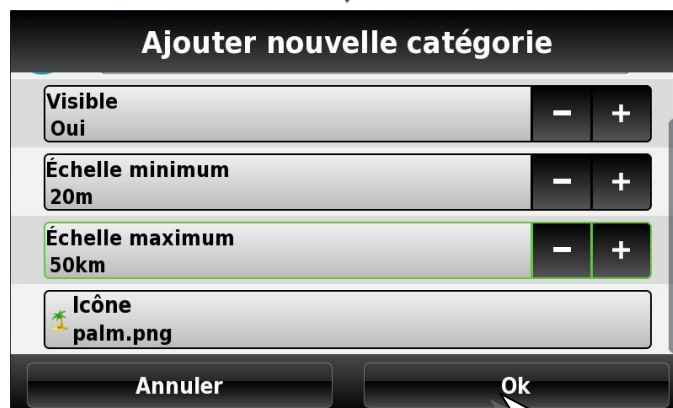 Ajouter nouvelle catégorie
Visible
Oui
- +
Échelle minimum
20m
- +
Échelle maximum
50km
- +
Icône
palm.png
Annuler
Ok